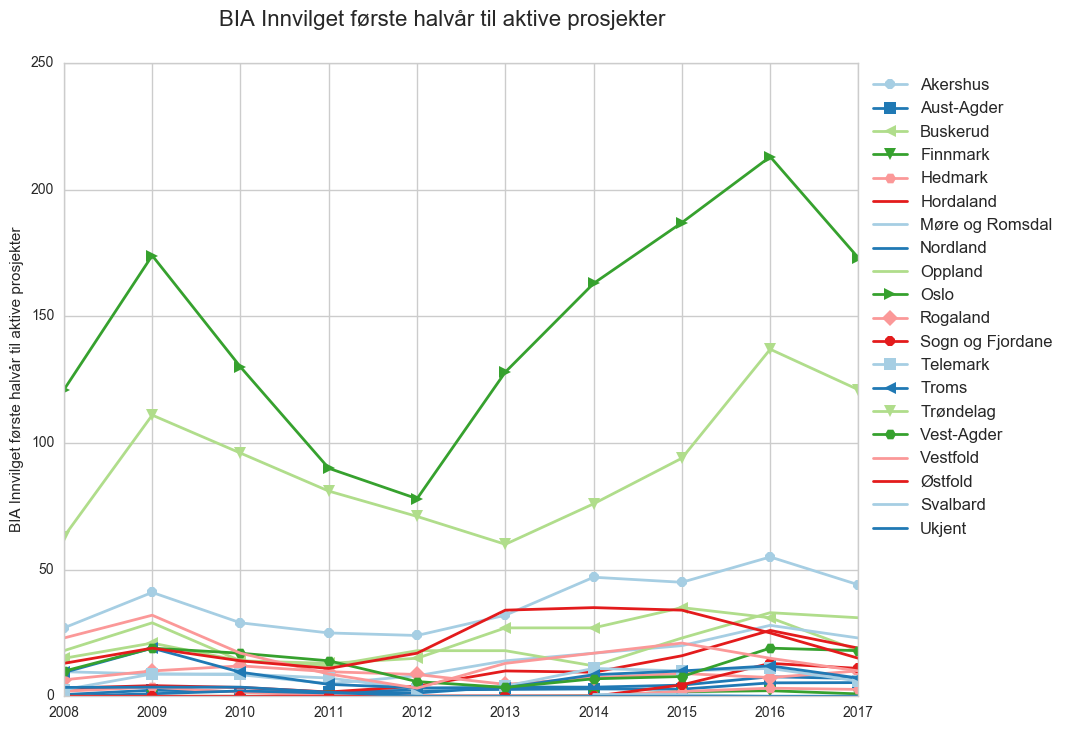 BIA Innvilget første halvår til aktive prosjekter
BIA Innvilget første halvår til aktive prosjekter
250
200
150
100
50
0
2008 2009 2010 2011 2012 2013 2014 2015 2016 2017
Akershus
Aust-Agder
Buskerud
Finnmark
Hedmark
Hordaland
Møre og Romsdal
Nordland
Oppland
Oslo
Rogaland
Sogn og Fjordane
Telemark
Troms
Trøndelag
Vest-Agder
Vestfold
Østfold
Svalbard
Ukjent